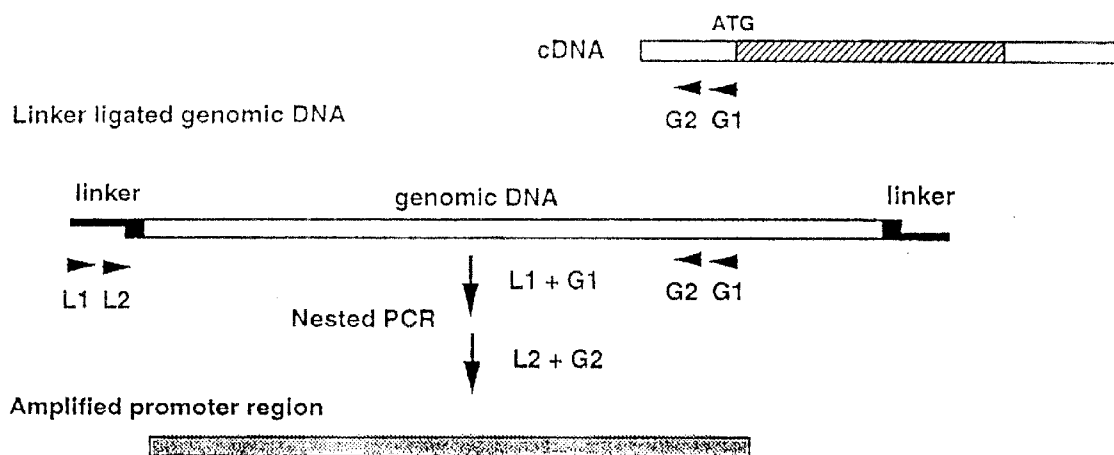 ATG
cDNA
G2 G1
Linker ligated genomic DNA
linker genomic DNA linker
L1 L2
L1 + G1
G2 G1
Nested PCR
L2 + G2
Amplified promoter region